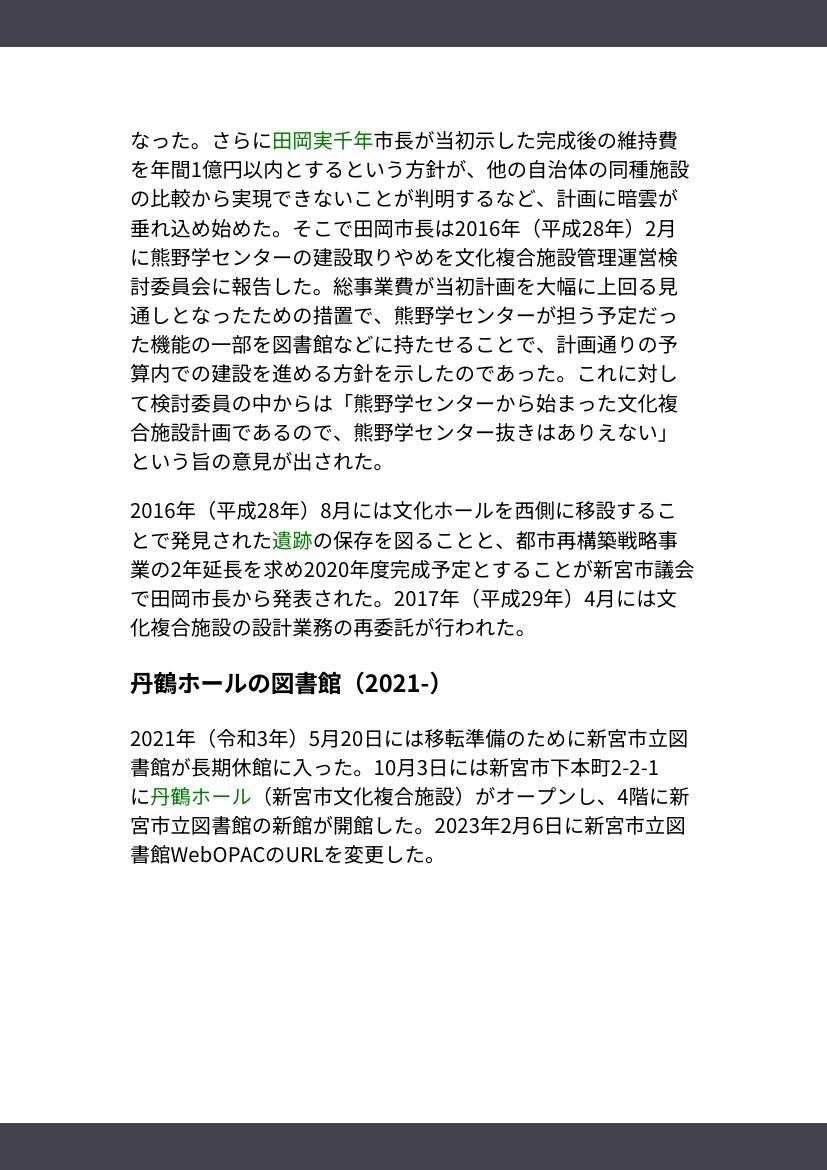 なった。さらに田岡実千年市長が当初示した完成後の維持費
を年間1億円以内とするという方針が、他の自治体の同種施設
の比較から実現できないことが判明するなど、計画に暗雲が
垂れ込め始めた。そこで田岡市長は2016年（平成28年）2月
に熊野学センターの建設取りやめを文化複合施設管理運営検
討委員会に報告した。総事業費が当初計画を大幅に上回る見
通しとなったための措置で、熊野学センターが担う予定だっ
た機能の一部を図書館などに持たせることで、計画通りの予
算内での建設を進める方針を示したのであった。これに対し
て検討委員の中からは「熊野学センターから始まった文化複
合施設計画であるので、熊野学センター抜きはありえない」
という旨の意見が出された。
2016年（平成28年）8月には文化ホールを西側に移設するこ
とで発見された遺跡の保存を図ることと、都市再構築戦略事
業の2年延長を求め2020年度完成予定とすることが新宮市議会
で田岡市長から発表された。2017年（平成29年）4月には文
化複合施設の設計業務の再委託が行われた。
丹鶴ホールの図書館（2021-）
2021年（令和3年）5月20日には移転準備のために新宮市立図
書館が長期休館に入った。10月3日には新宮市下本町2-2-1
に丹鶴ホール（新宮市文化複合施設）がオープンし、4階に新
宮市立図書館の新館が開館した。2023年2月6日に新宮市立図
書館WebOPACのURLを変更した。